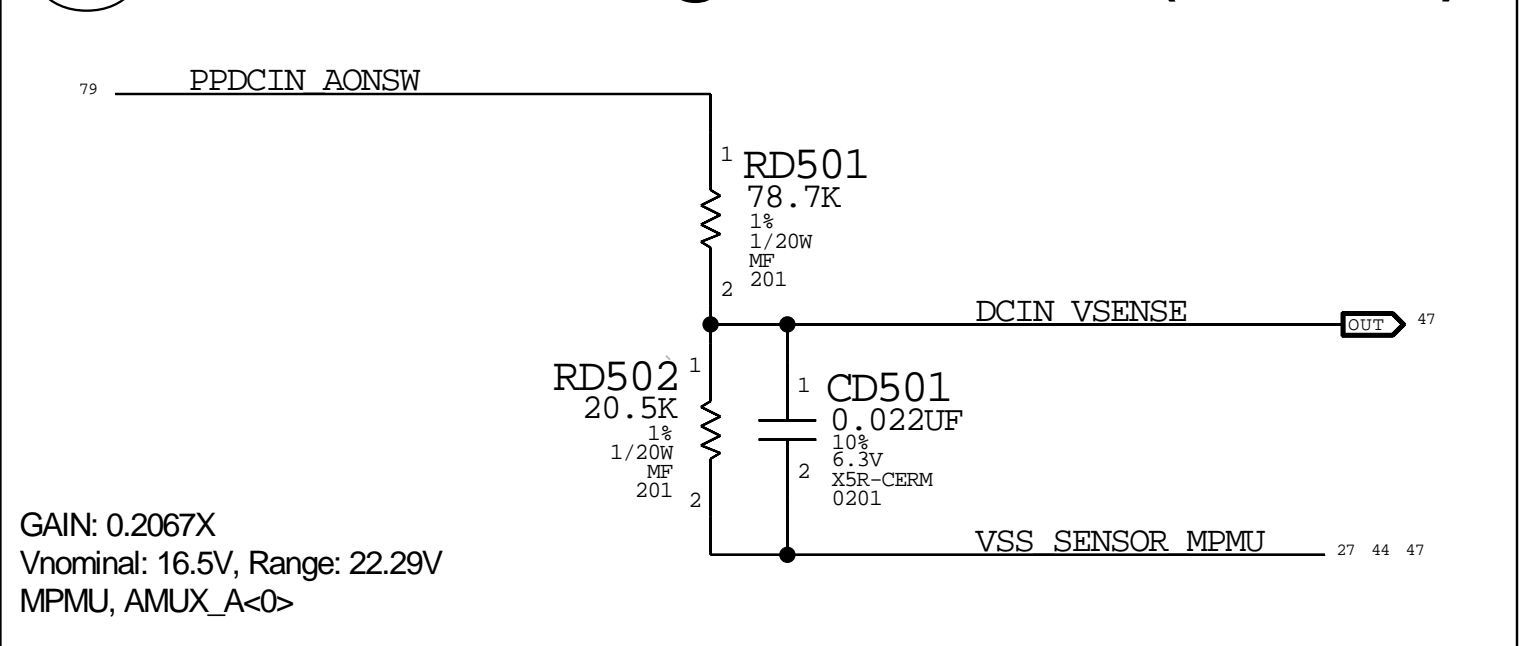 79 PPDCIN_AONSW
1 RD501
78.7K
1%
1/20W
MF
201
2
DCIN_VSENSE OUT 47
RD502 1
20.5K
1%
1/20W
MF
201 2
1 CD501
0.022UF
10%
6.3V
2 X5R-CERM
0201
VSS_SENSOR_MPMU 27 44 47
GAIN: 0.2067X
Vnominal: 16.5V, Range: 22.29V
MPMU, AMUX_A<0>